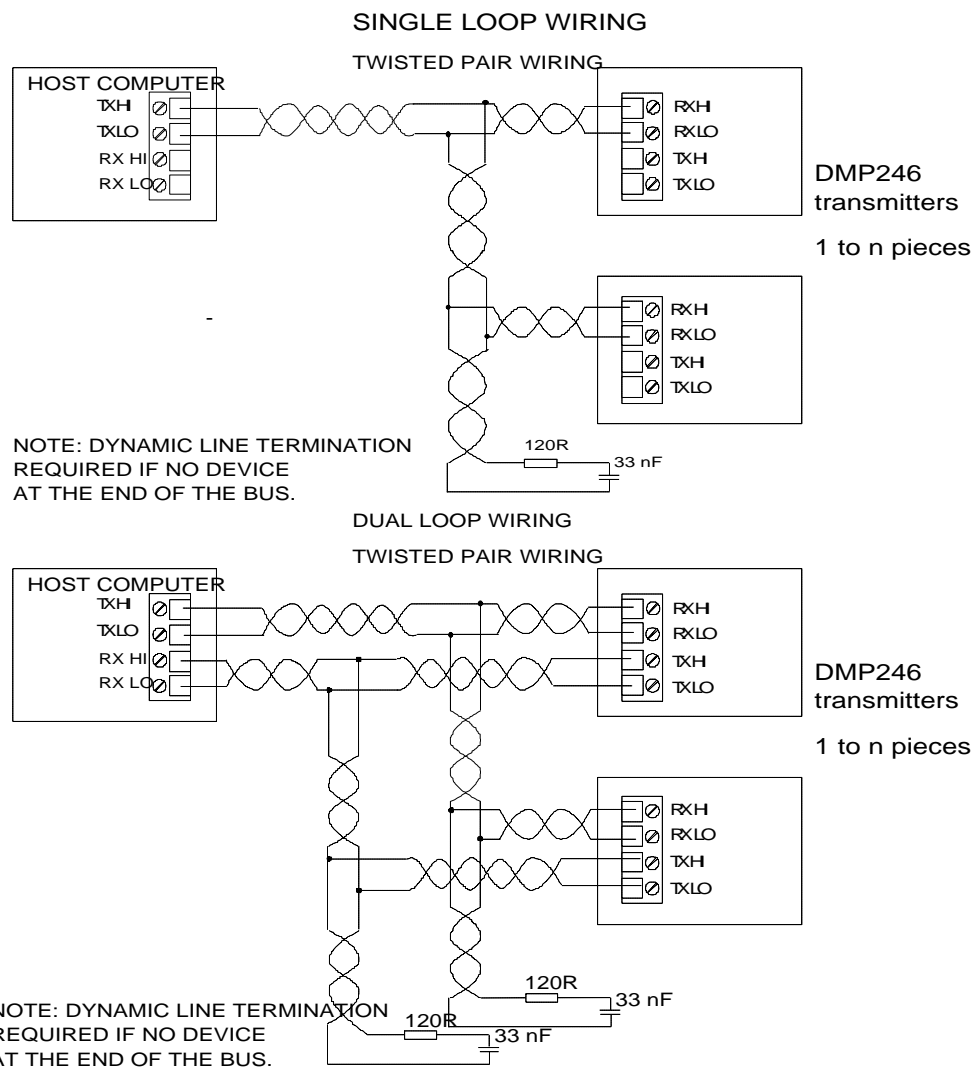 SINGLE LOOP WIRING
TWISTED PAIR WIRING
HOST COMPUTER
TXHI
TXLO
RX HI
RX LO
RXHI
RXLO
TXHI
TXLO
DMP246
transmitters
1 to n pieces
-
RXHI
RXLO
TXHI
TXLO
NOTE: DYNAMIC LINE TERMINATION
REQUIRED IF NO DEVICE
AT THE END OF THE BUS.
120R
33 nF
DUAL LOOP WIRING
TWISTED PAIR WIRING
HOST COMPUTER
TXHI
TXLO
RX HI
RX LO
RXHI
RXLO
TXHI
TXLO
DMP246
transmitters
1 to n pieces
RXHI
RXLO
TXHI
TXLO
120R
33 nF
NOTE: DYNAMIC LINE TERMINATION
REQUIRED IF NO DEVICE
AT THE END OF THE BUS.
120R
33 nF